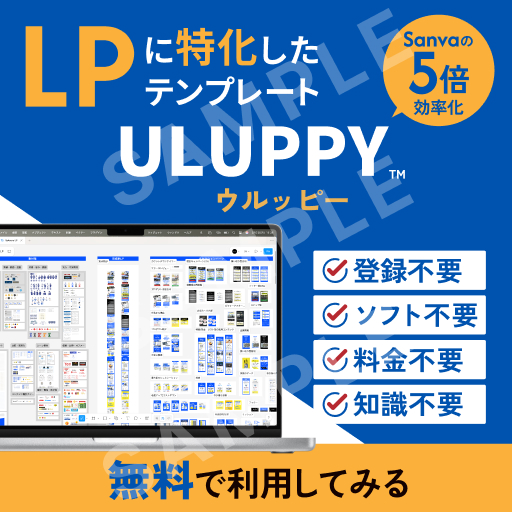 LPに特化した
テンプレート
Sanvaの
5倍
効率化
ULUPPY™
ウルッピー
登録不要
ソフト不要
料金不要
知識不要
無料で利用してみる
SAMPLE
SAMPLE
SAMPLE